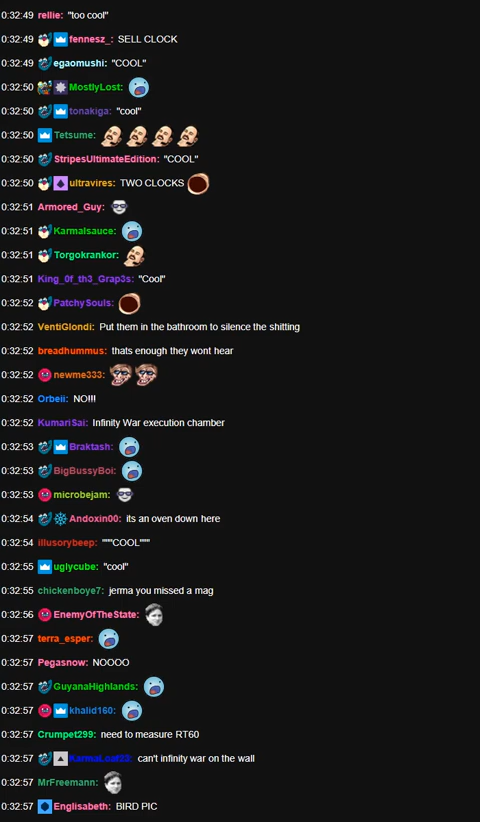 0:32:49 rellie: "too cool"
0:32:49 fennesz_: SELL CLOCK
0:32:49 egaomushi: "COOL"
0:32:50 MostlyLost:
0:32:50 tonakiga: "cool"
0:32:50 Tetsume:
0:32:50 StripesUltimateEdition: "COOL"
0:32:50 ultravires: TWO CLOCKS
0:32:51 Armored_Guy:
0:32:51 Karmalsauce:
0:32:51 Torgokrankor:
0:32:51 King_0f_th3_Grap3s: "Cool"
0:32:52 PatchySouls:
0:32:52 VentiGlondi: Put them in the bathroom to silence the shitting
0:32:52 breadhummus: thats enough they wont hear
0:32:52 newme333:
0:32:52 Orbeii: NO!!!
0:32:52 KumariSai: Infinity War execution chamber
0:32:53 Braktash:
0:32:53 BigBussyBoi:
0:32:53 microbejam:
0:32:54 Andoxin00: its an oven down here
0:32:54 illusorybeep: """COOL"""
0:32:55 uglycube: "cool"
0:32:55 chickenboye7: jerma you missed a mag
0:32:56 EnemyOfTheState:
0:32:57 terra_esper:
0:32:57 Pegasnow: NOOOO
0:32:57 GuyanaHighlands:
0:32:57 khalid160:
0:32:57 Crumpet299: need to measure RT60
0:32:57 KarmaLoaf23: can't infinity war on the wall
0:32:57 MrFreemann:
0:32:57 Englisabeth: BIRD PIC